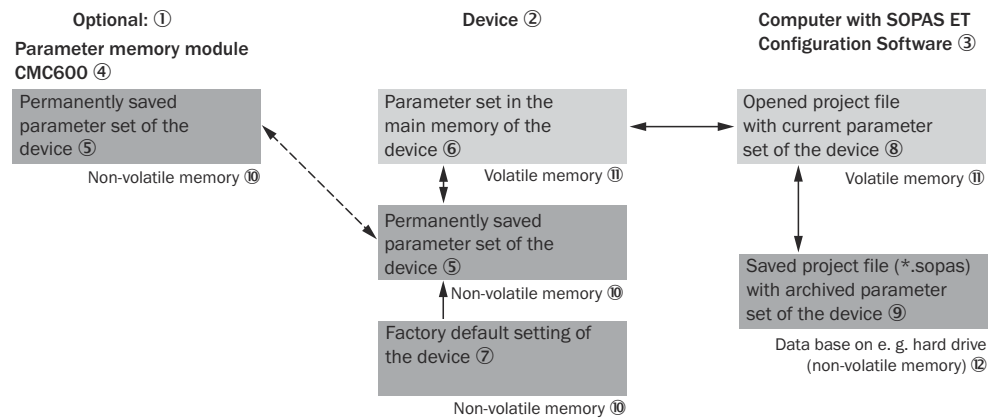 Optional: ①
Parameter memory module
CMC600 ④
Permanently saved
parameter set of the
device ⑤
Non-volatile memory ⑩
Device ②
Parameter set in the
main memory of the
device ⑥
Volatile memory ⑪
Permanently saved
parameter set of the
device ⑤
Non-volatile memory ⑩
Factory default setting of
the device ⑦
Non-volatile memory ⑩
Computer with SOPAS ET
Configuration Software ③
Opened project file
with current parameter
set of the device ⑧
Volatile memory ⑪
Saved project file (*.sopas)
with archived parameter
set of the device ⑨
Data base on e. g. hard drive
(non-volatile memory) ⑫